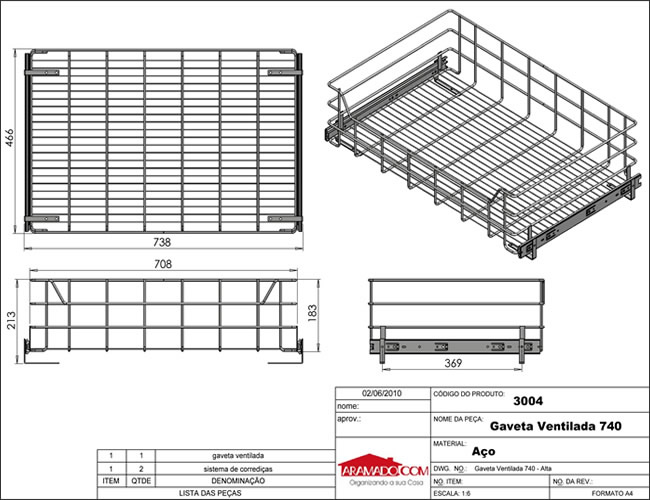 466
738
708
213
183
369
02/06/2010
nome:
aprov.:
CÓDIGO DO PRODUTO: 3004
NOME DA PEÇA:
Gaveta Ventilada 740
MATERIAL:
Aço
DWG. NO.: Gaveta Ventilada 740 - Alta
NO. ITEM: NO. DA REV.:
ESCALA: 1:6 FORMATO A4
ARAMADO.COM
Organizando a sua Casa
1 1 gaveta ventilada
1 2 sistema de corrediças
ITEM QTDE DENOMINAÇÃO
LISTA DAS PEÇAS